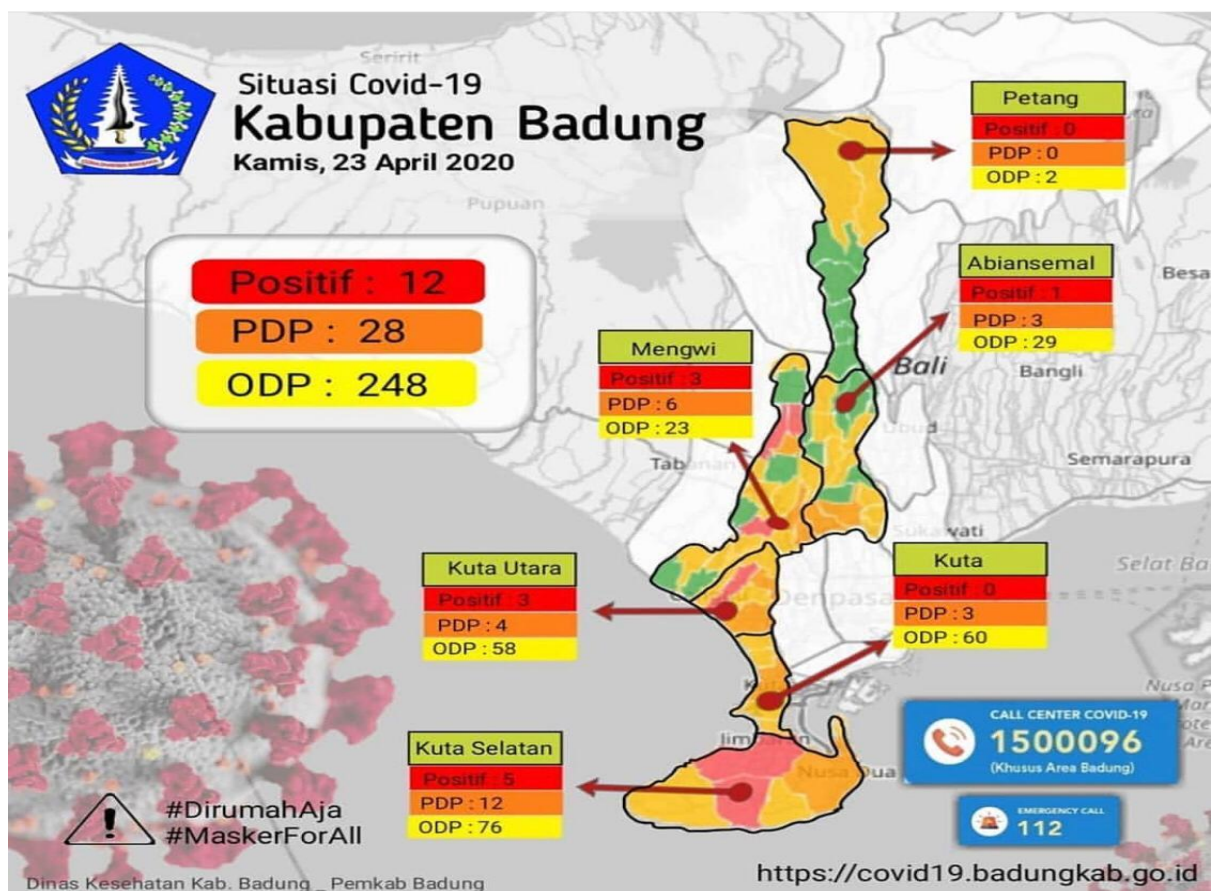 Situasi Covid-19
Kabupaten Badung
Kamis, 23 April 2020
Positif : 12
PDP : 28
ODP : 248
Petang
Positif : 0
PDP : 0
ODP : 2
Abiansemal
Positif : 1
PDP : 3
ODP : 29
Mengwi
Positif : 3
PDP : 6
ODP : 23
Kuta Utara
Positif : 3
PDP : 4
ODP : 58
Kuta
Positif : 0
PDP : 3
ODP : 60
Kuta Selatan
Positif : 5
PDP : 12
ODP : 76
Seririt
Pupuan
Besa
Bali
Bangli
Ubud
Tabanan
Semarapura
Sukawati
Selat Ba
Denpasa
Nusa P
Jimbaran
Nusa Dua
CALL CENTER COVID-19
1500096
(Khusus Area Badung)
EMERGENCY CALL
112
#DirumahAja
#MaskerForAll
https://covid19.badungkab.go.id
Dinas Kesehatan Kab. Badung _ Pemkab Badung